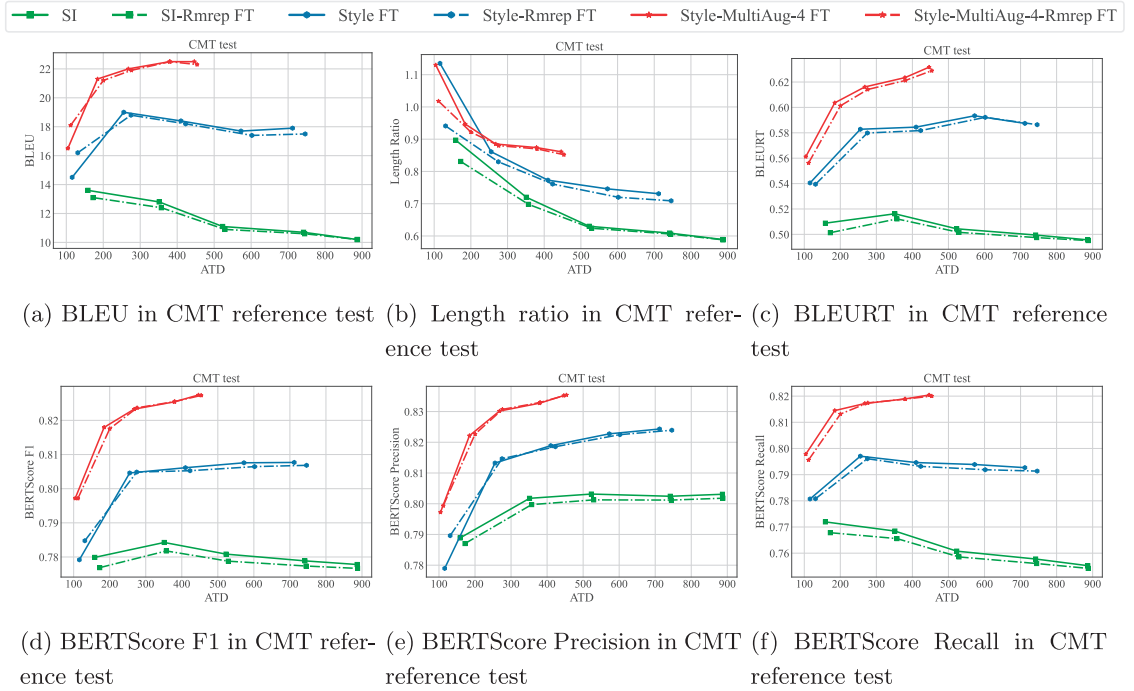 SI SI-Rmrep FT Style FT Style-Rmrep FT Style-MultiAug-4 FT Style-MultiAug-4-Rmrep FT
CMT test
BLEU
22
20
18
16
14
12
10
100 200 300 400 500 600 700 800 900
ATD
(a) BLEU in CMT reference test
CMT test
Length Ratio
1.1
1.0
0.9
0.8
0.7
0.6
100 200 300 400 500 600 700 800 900
ATD
(b) Length ratio in CMT refer-
ence test
CMT test
BLEURT
0.62
0.60
0.58
0.56
0.54
0.52
0.50
100 200 300 400 500 600 700 800 900
ATD
(c) BLEURT in CMT reference
test
CMT test
BERTScore F1
0.82
0.81
0.80
0.79
0.78
100 200 300 400 500 600 700 800 900
ATD
(d) BERTScore F1 in CMT refer-
ence test
CMT test
BERTScore Precision
0.83
0.82
0.81
0.80
0.79
0.78
100 200 300 400 500 600 700 800 900
ATD
(e) BERTScore Precision in CMT
reference test
CMT test
BERTScore Recall
0.82
0.81
0.80
0.79
0.78
0.77
0.76
100 200 300 400 500 600 700 800 900
ATD
(f) BERTScore Recall in CMT
reference test